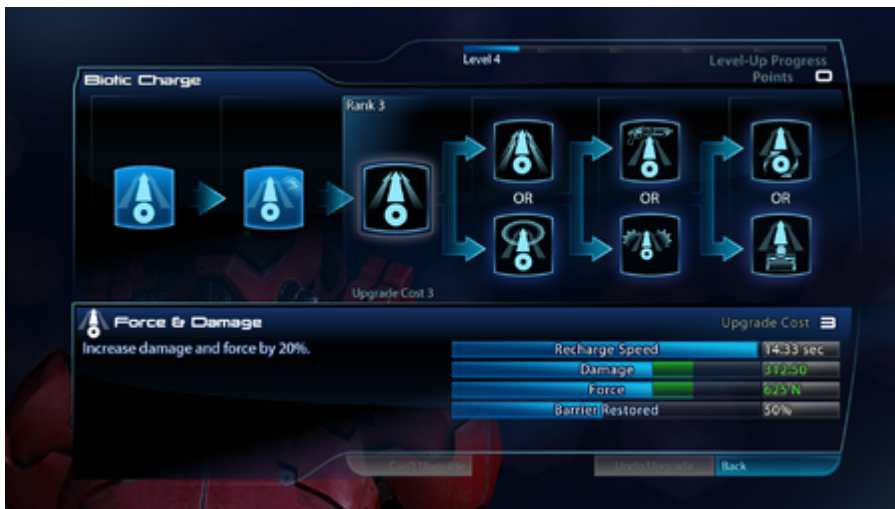 Level 4
Level-Up Progress
Points 0
Biotic Charge
Rank 3
OR OR OR
Upgrade Cost 3
Force & Damage
Upgrade Cost 3
Increase damage and force by 20%.
Recharge Speed 14.33 sec
Damage 312.50
Force 625 N
Barrier Restored 50%
Can't Upgrade Undo Upgrade Back